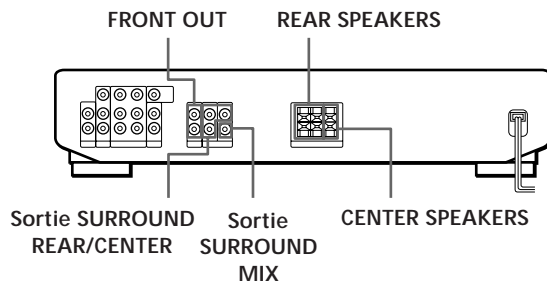 FRONT OUT
REAR SPEAKERS
Sortie SURROUND
REAR/CENTER
Sortie
SURROUND
MIX
CENTER SPEAKERS